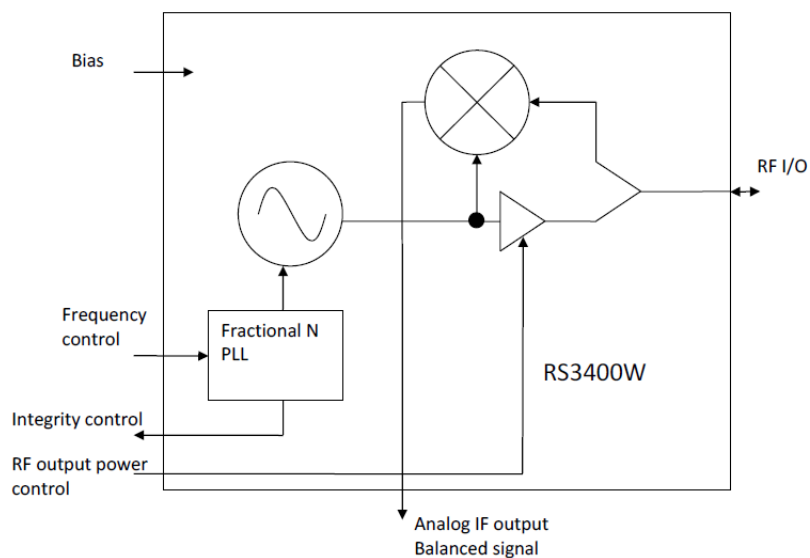 Bias
RF I/O
Frequency
control
Fractional N
PLL
RS3400W
Integrity control
RF output power
control
Analog IF output
Balanced signal